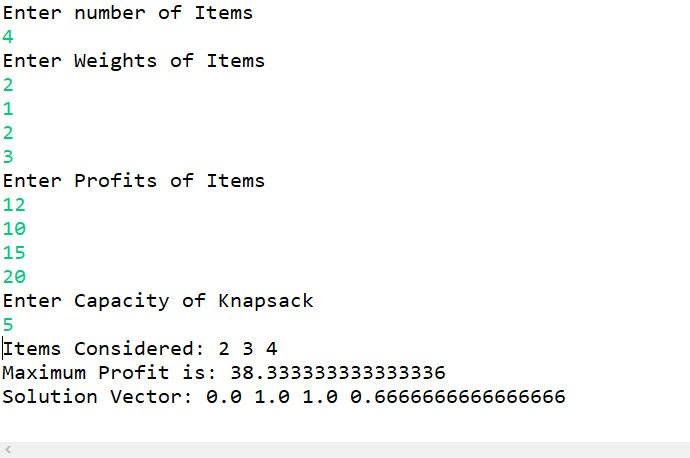 Enter number of Items
4
Enter Weights of Items
2
1
2
3
Enter Profits of Items
12
10
15
20
Enter Capacity of Knapsack
5
Items Considered: 2 3 4
Maximum Profit is: 38.333333333333336
Solution Vector: 0.0 1.0 1.0 0.6666666666666666